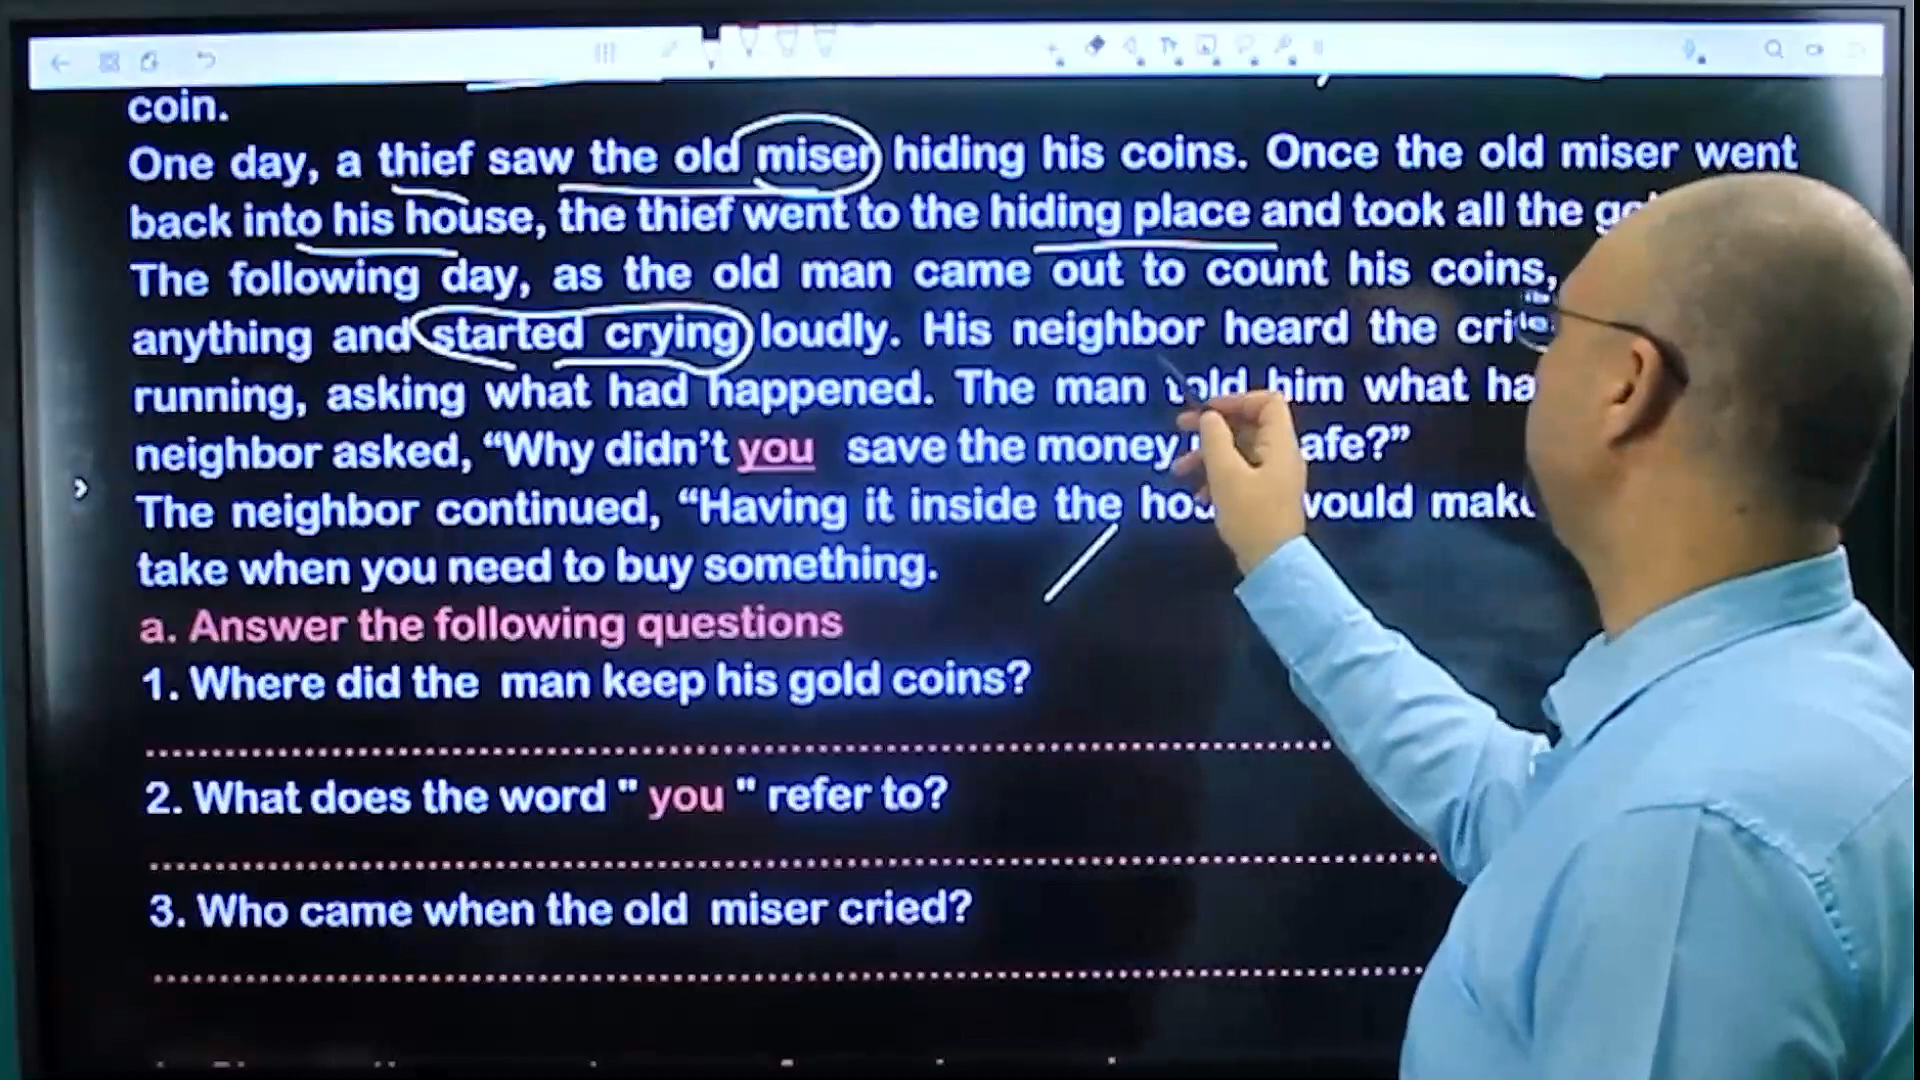 coin.
One day, a thief saw the old miser hiding his coins. Once the old miser went
back into his house, the thief went to the hiding place and took all the
The following day, as the old man came out to count his coins,
anything and started crying loudly. His neighbor heard the
running, asking what had happened. The man told him what
neighbor asked, “Why didn’t you save the money
The neighbor continued, “Having it inside the would
take when you need to buy something.
a. Answer the following questions
1. Where did the man keep his gold coins?
2. What does the word " you " refer to?
3. Who came when the old miser cried?